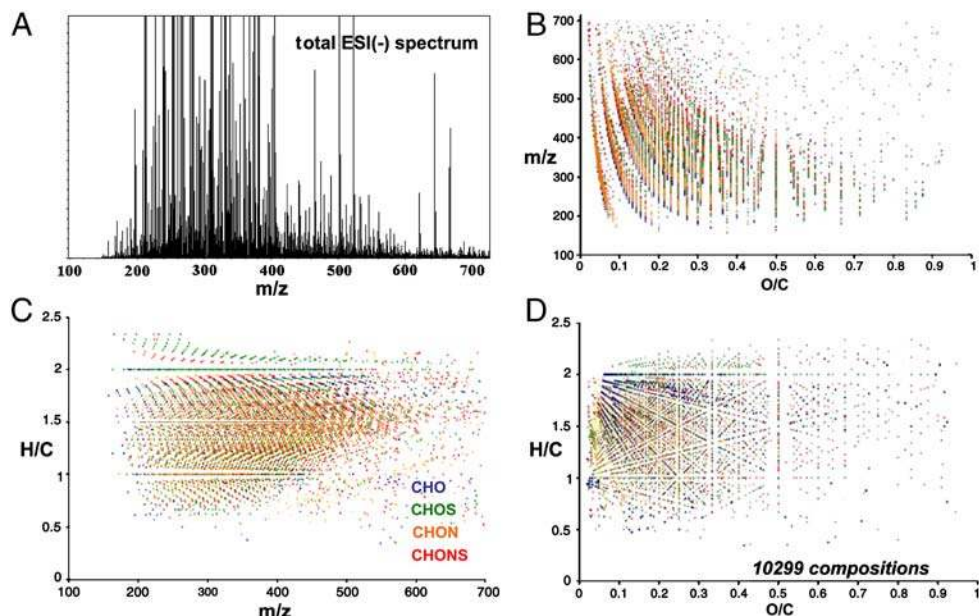 A
total ESI(-) spectrum
100 200 300 400 500 600 700
m/z
B
700
600
500
m/z
400
300
200
100
0 0.1 0.2 0.3 0.4 0.5 0.6 0.7 0.8 0.9 1
O/C
C
2.5
2
1.5
H/C
1
0.5
0
CHO
CHOS
CHON
CHONS
100 200 300 400 500 600 700
m/z
D
2.5
2
1.5
H/C
1
0.5
0
10299 compositions
0 0.1 0.2 0.3 0.4 0.5 0.6 0.7 0.8 0.9 1
O/C